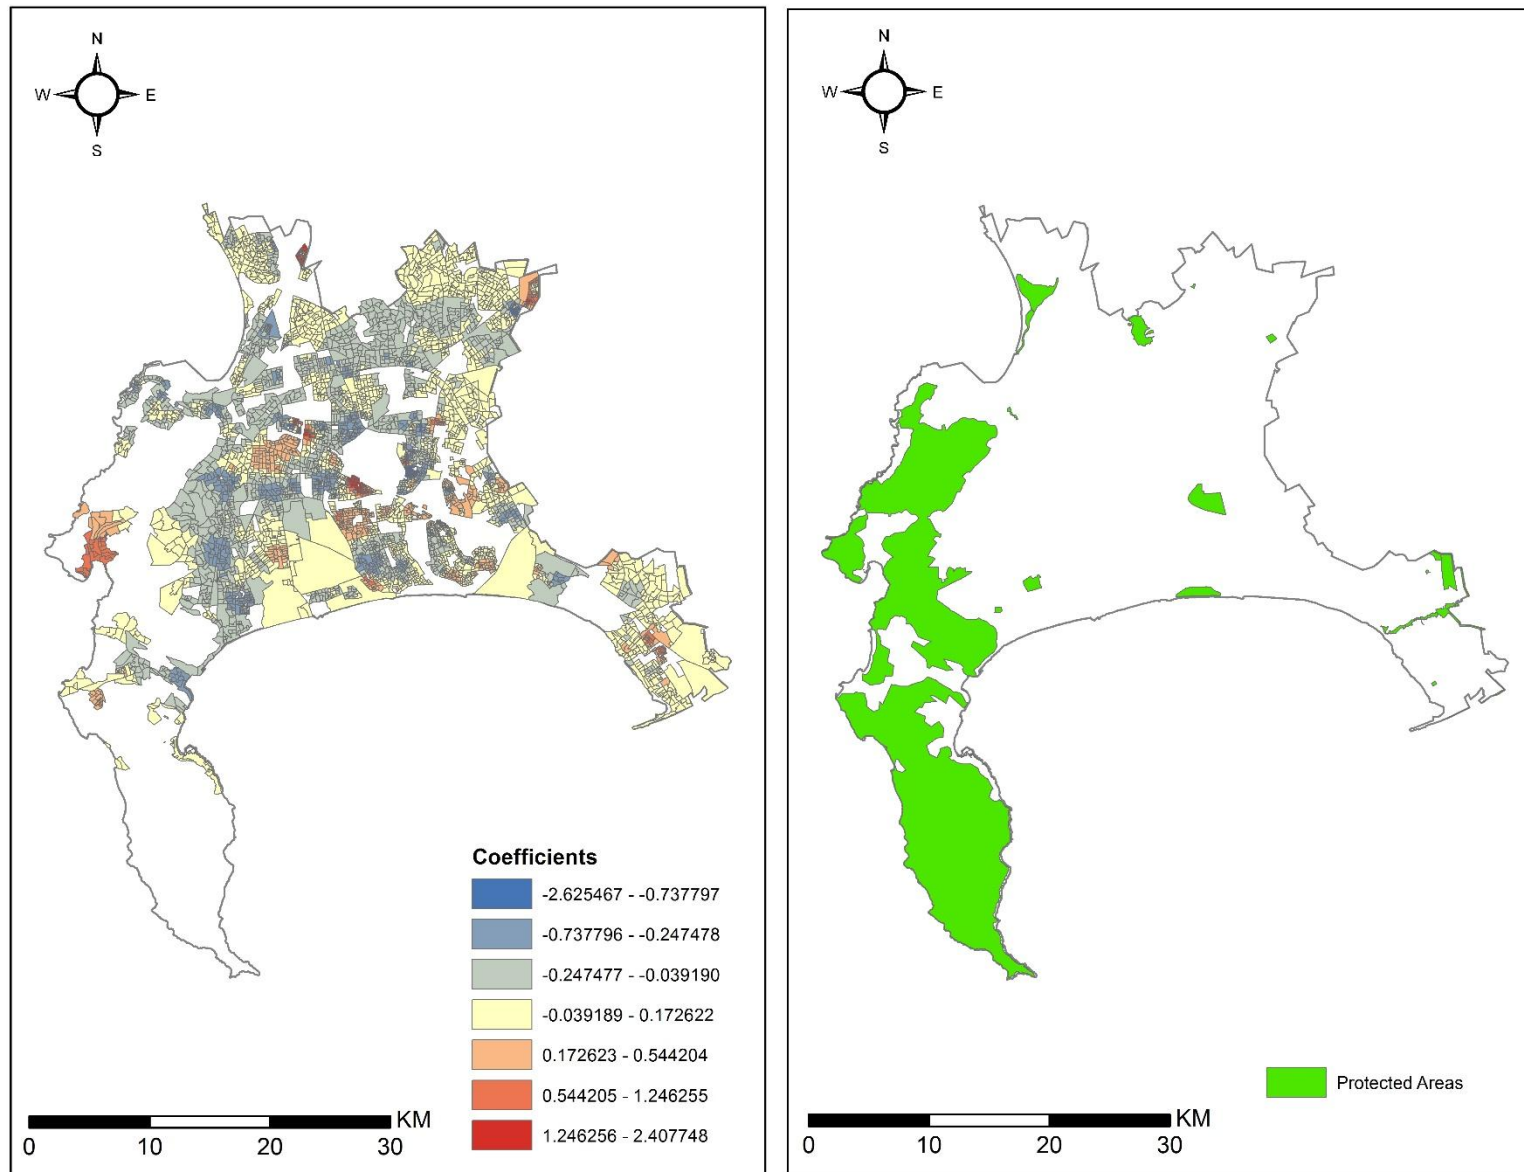 N
W E
S
Coefficients
-2.625467 - -0.737797
-0.737796 - -0.247478
-0.247477 - -0.039190
-0.039189 - 0.172622
0.172623 - 0.544204
0.544205 - 1.246255
1.246256 - 2.407748
KM
0 10 20 30
N
W E
S
Protected Areas
KM
0 10 20 30